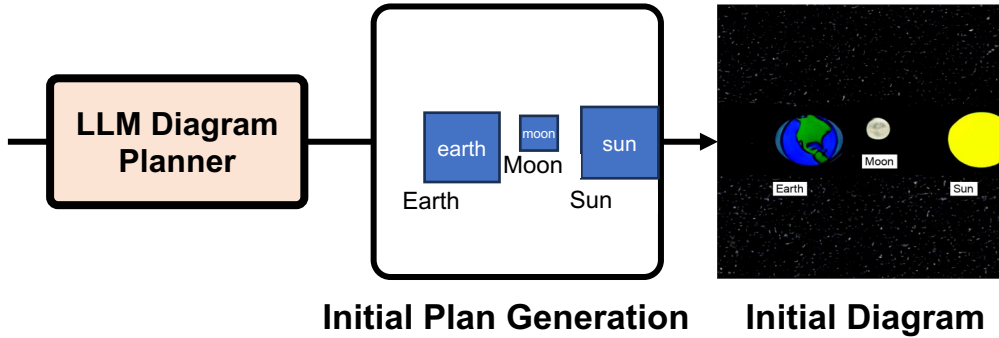 LLM Diagram
Planner
earth
moon
sun
Earth
Moon
Sun
Earth
Moon
Sun
Initial Plan Generation
Initial Diagram